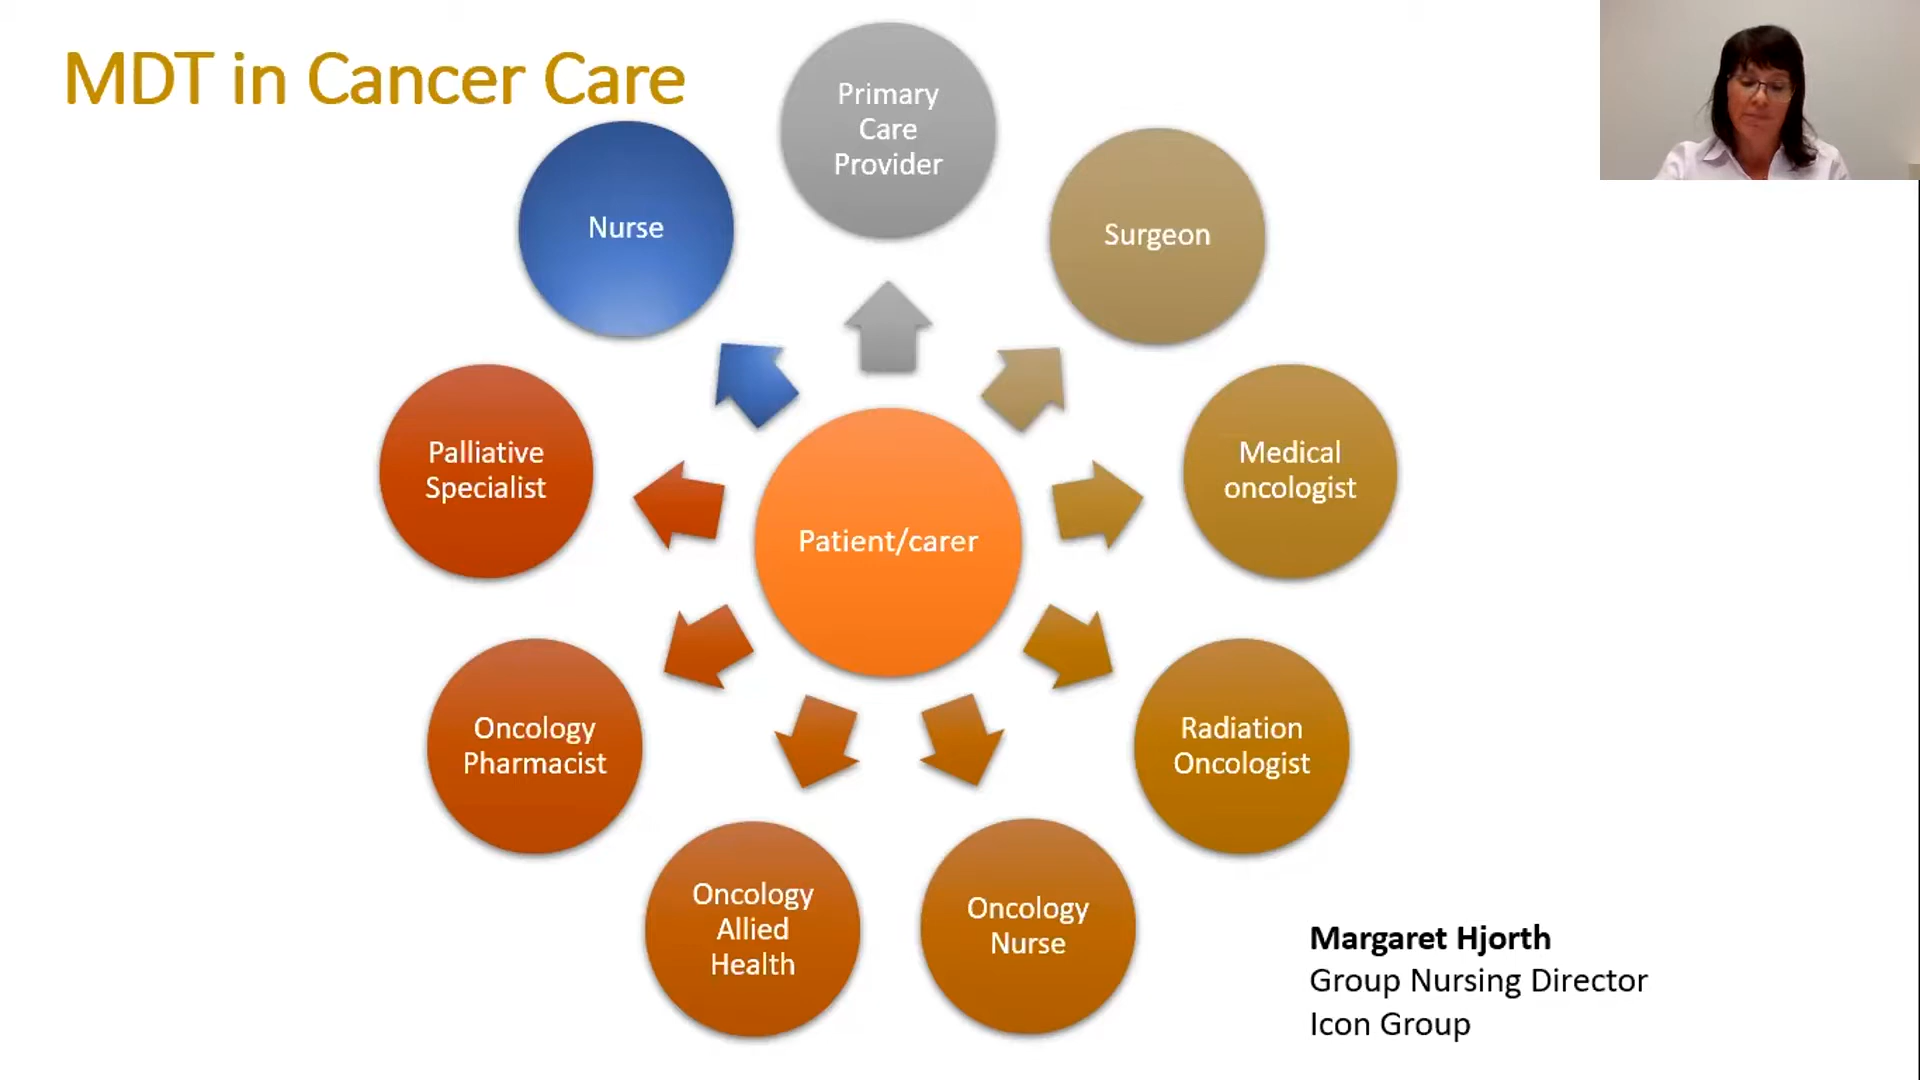 MDT in Cancer Care
Primary
Care
Provider
Nurse
Surgeon
Palliative
Specialist
Medical
oncologist
Patient/carer
Oncology
Pharmacist
Radiation
Oncologist
Oncology
Allied
Health
Oncology
Nurse
Margaret Hjorth
Group Nursing Director
Icon Group